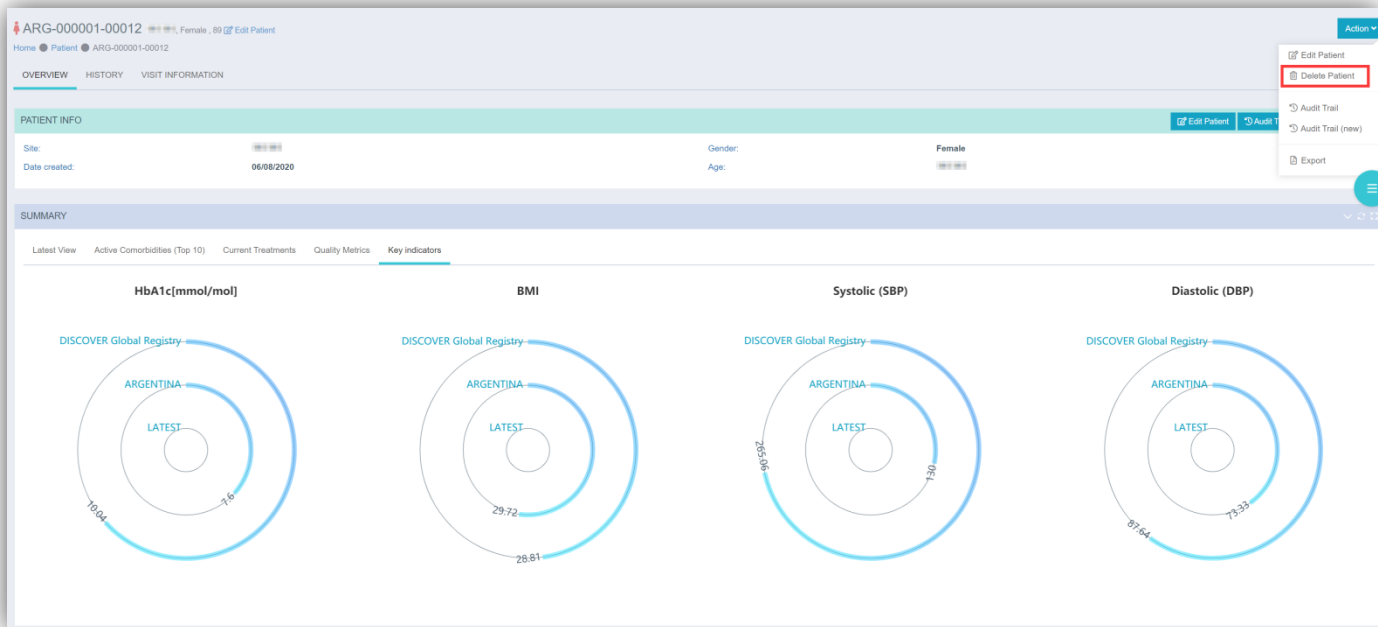 ARG-000001-00012 , Female , 89 Edit Patient
Action
Home Patient ARG-000001-00012
Edit Patient
Delete Patient
Audit Trail
Audit Trail (new)
Export
OVERVIEW HISTORY VISIT INFORMATION
PATIENT INFO Edit Patient Audit T
Site: Gender: Female
Date created: 06/08/2020 Age:
SUMMARY
Latest View Active Comorbidities (Top 10) Current Treatments Quality Metrics Key indicators
HbA1c[mmol/mol] BMI Systolic (SBP) Diastolic (DBP)
DISCOVER Global Registry DISCOVER Global Registry DISCOVER Global Registry DISCOVER Global Registry
ARGENTINA ARGENTINA ARGENTINA ARGENTINA
LATEST LATEST LATEST LATEST
10.04 7.6 29.72 28.81 265.06 130 87.64 73.33